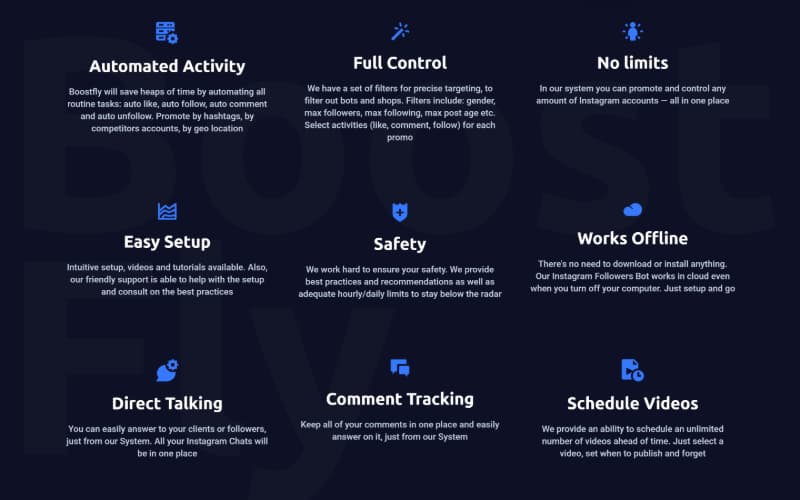 Boost
Fly
Automated Activity
Boostfly will save heaps of time by automating all
routine tasks: auto like, auto follow, auto comment
and auto unfollow. Promote by hashtags, by
competitors accounts, by geo location
Full Control
We have a set of filters for precise targeting, to
filter out bots and shops. Filters include: gender,
max followers, max following, max post age etc.
Select activities (like, comment, follow) for each
promo
No limits
In our system you can promote and control any
amount of Instagram accounts — all in one place
Easy Setup
Intuitive setup, videos and tutorials available. Also,
our friendly support is able to help with the setup
and consult on the best practices
Safety
We work hard to ensure your safety. We provide
best practices and recommendations as well as
adequate hourly/daily limits to stay below the radar
Works Offline
There's no need to download or install anything.
Our Instagram Followers Bot works in cloud even
when you turn off your computer. Just setup and go
Direct Talking
You can easily answer to your clients or followers,
just from our System. All your Instagram Chats will
be in one place
Comment Tracking
Keep all of your comments in one place and easily
answer on it, just from our System
Schedule Videos
We provide an ability to schedule an unlimited
number of videos ahead of time. Just select a
video, set when to publish and forget